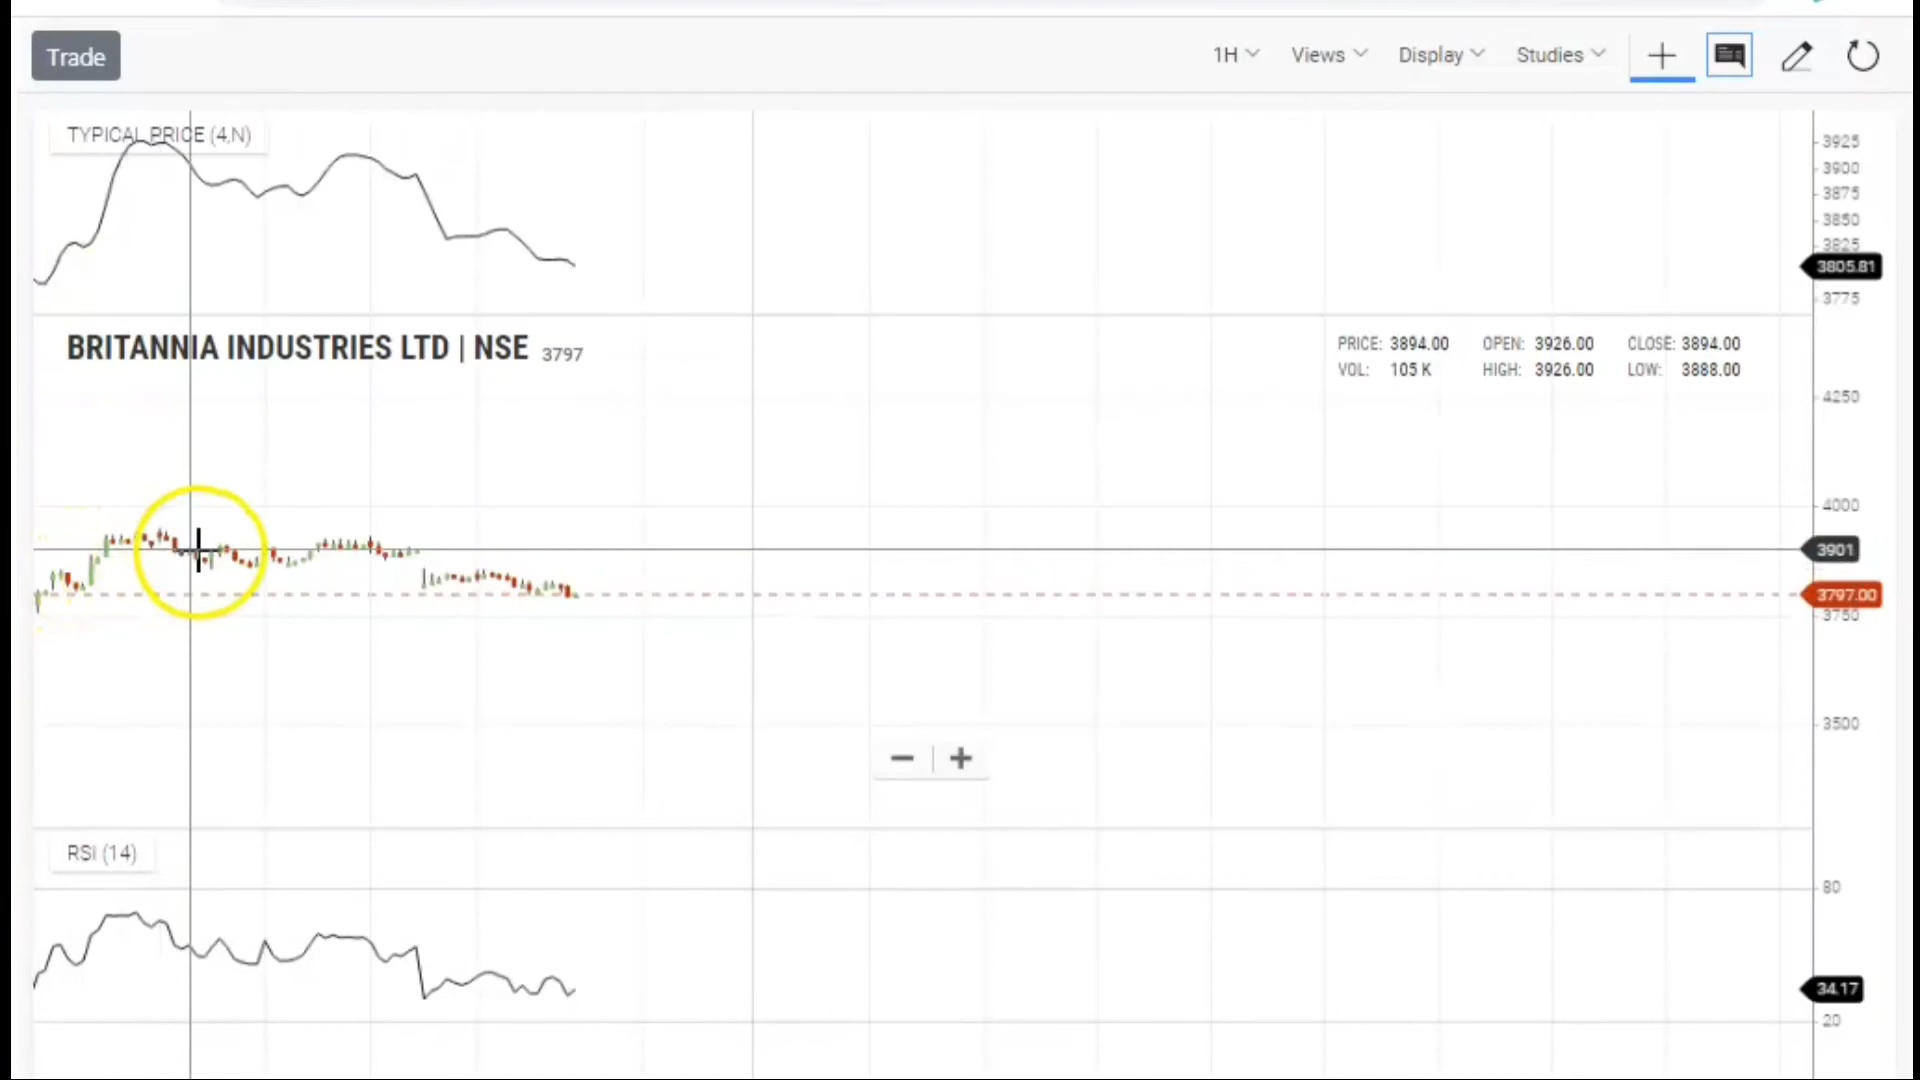 Trade
1H Views Display Studies
TYPICAL PRICE (4,N)
3925
3900
3875
3850
3825
3805.81
3775
BRITANNIA INDUSTRIES LTD | NSE 3797
PRICE: 3894.00 OPEN: 3926.00 CLOSE: 3894.00
VOL: 105 K HIGH: 3926.00 LOW: 3888.00
4250
4000
3901
3797.00
3750
3500
RSI (14)
80
34.17
20